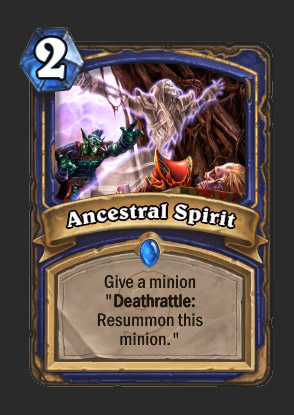 2
Ancestral Spirit
Give a minion
"Deathrattle:
Resummon this
minion."